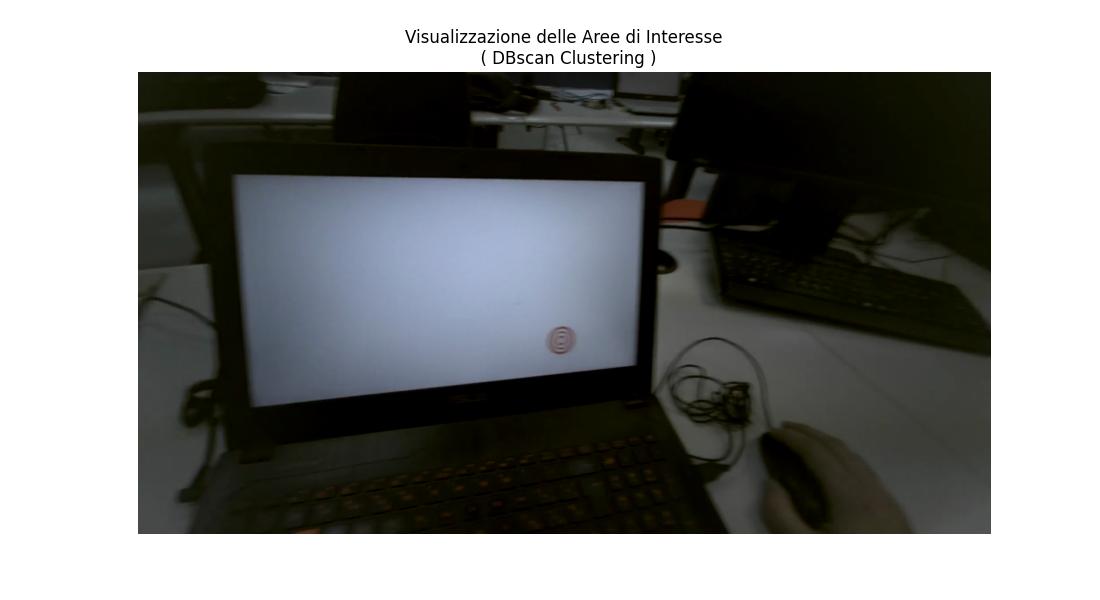 Visualizzazione delle Aree di Interesse
( DBscan Clustering )